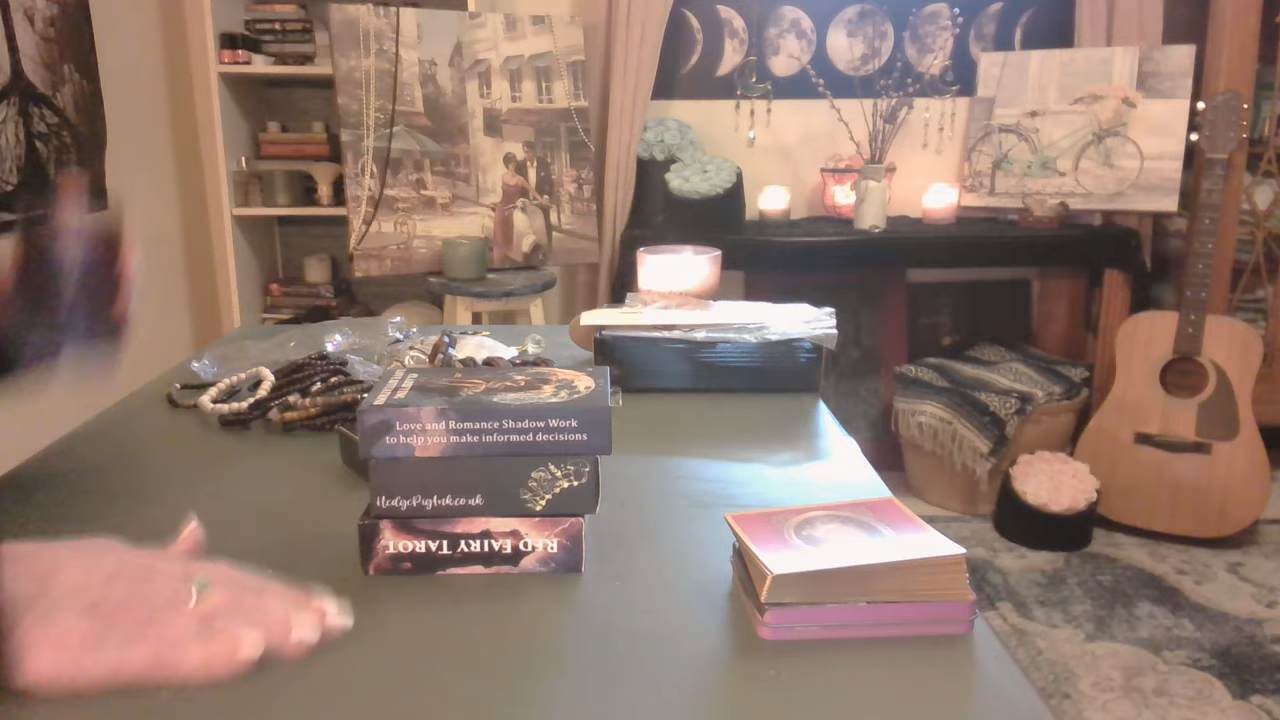 Love and Romance Shadow Work
to help you make informed decisions
HedgePigInk.co.uk
RED FAIRY TAROT